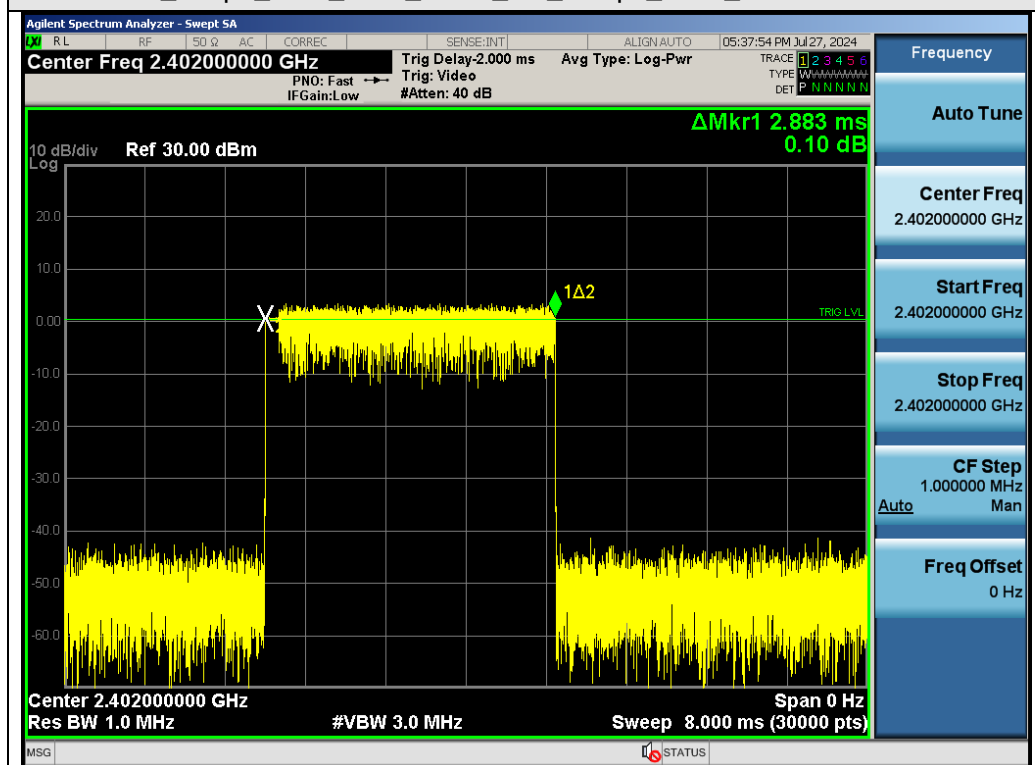 Agilent Spectrum Analyzer - Swept SA
LXI RL RF 50 Ω AC CORREC SENSE:INT ALIGN AUTO 05:37:54 PM Jul 27, 2024
Center Freq 2.402000000 GHz
PNO: Fast
IFGain:Low
Trig Delay-2.000 ms
Trig: Video
#Atten: 40 dB
Avg Type: Log-Pwr
TRACE 1 2 3 4 5 6
TYPE W
DET P N N N N N
ΔMkr1 2.883 ms
0.10 dB
10 dB/div Ref 30.00 dBm
Log
20.0
10.0
0.00
-10.0
-20.0
-30.0
-40.0
-50.0
-60.0
1Δ2
TRIG LVL
Center 2.402000000 GHz Span 0 Hz
Res BW 1.0 MHz #VBW 3.0 MHz Sweep 8.000 ms (30000 pts)
MSG STATUS
Frequency
Auto Tune
Center Freq
2.402000000 GHz
Start Freq
2.402000000 GHz
Stop Freq
2.402000000 GHz
CF Step
1.000000 MHz
Auto Man
Freq Offset
0 Hz